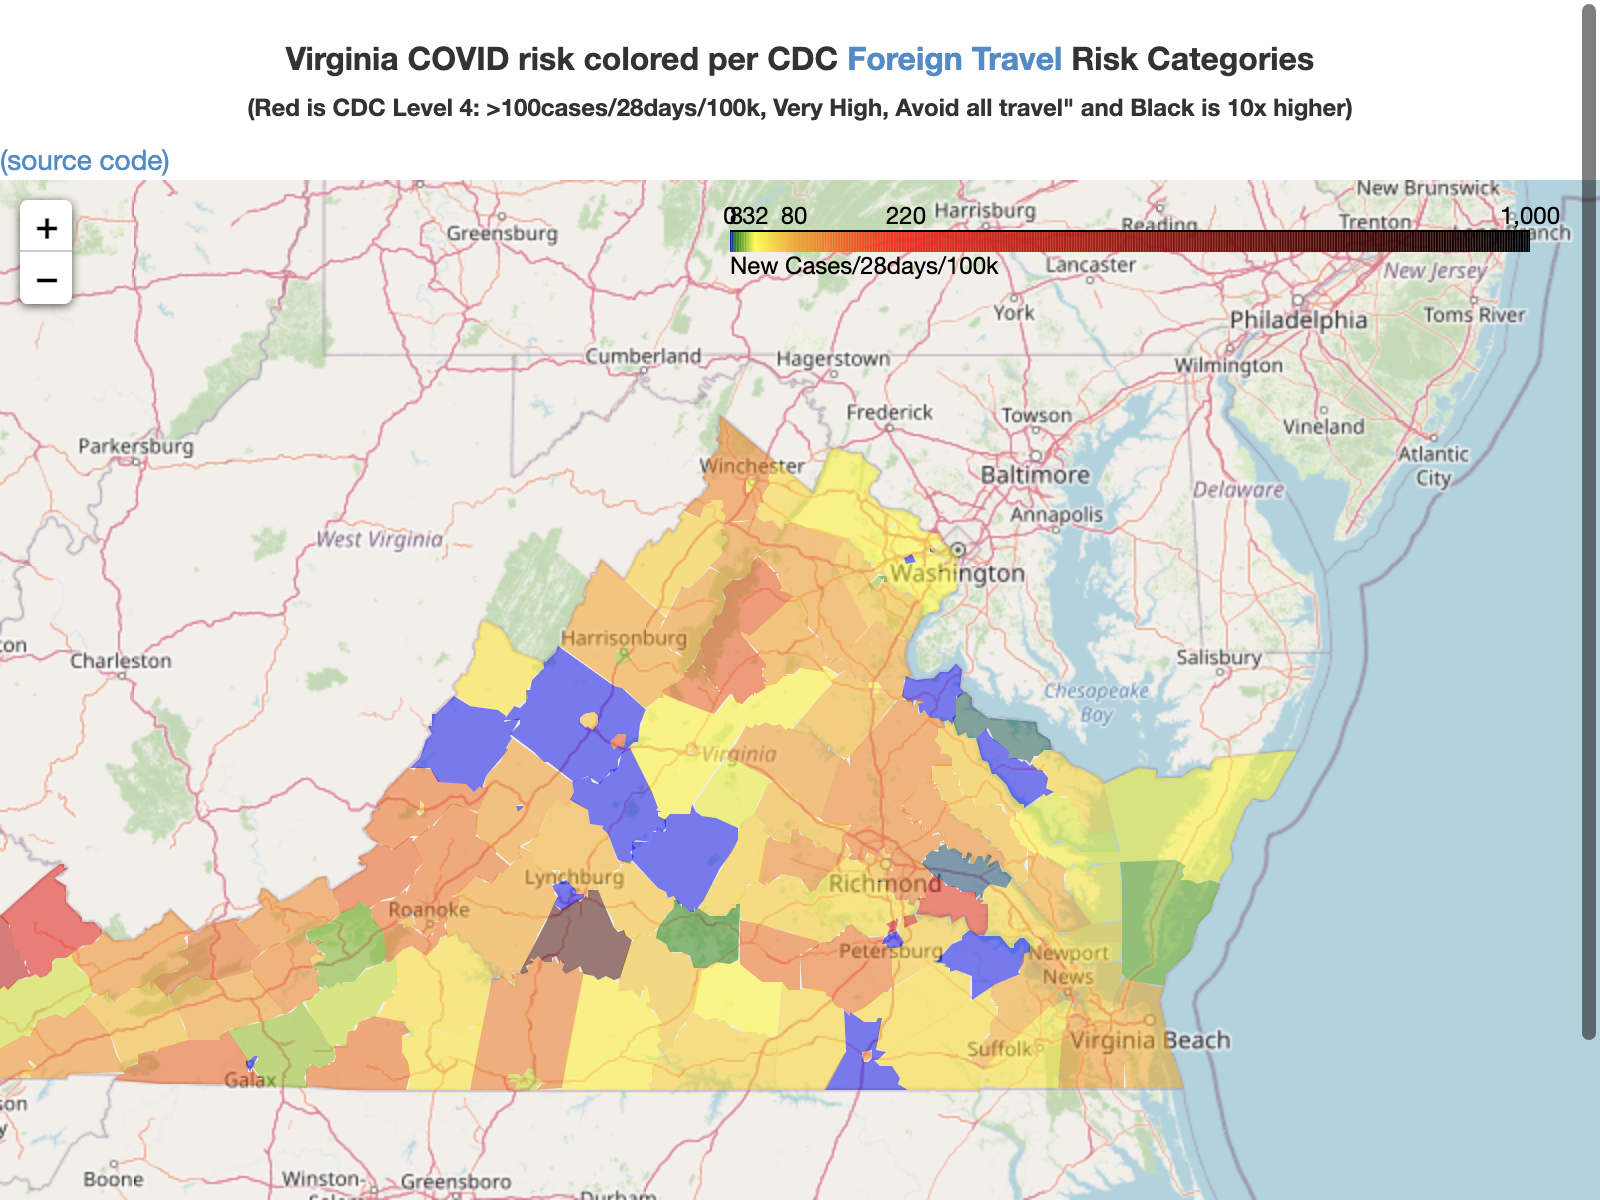 Virginia COVID risk colored per CDC Foreign Travel Risk Categories
(Red is CDC Level 4: >100cases/28days/100k, Very High, Avoid all travel" and Black is 10x higher)
(source code)
+
−
New Brunswick
0 8 32 80 220 1,000
Harrisburg
Reading
Trenton
Long Branch
Greensburg
New Cases/28days/100k
Lancaster
New Jersey
York
Philadelphia
Toms River
Cumberland
Hagerstown
Wilmington
Frederick
Towson
Vineland
Parkersburg
Winchester
Baltimore
Atlantic
City
Delaware
Annapolis
West Virginia
Washington
Harrisonburg
Charleston
Salisbury
Chesapeake
Bay
Virginia
Lynchburg
Richmond
Roanoke
Petersburg
Newport
News
Suffolk
Virginia Beach
Galax
Boone
Winston-
Salem
Greensboro
Durham